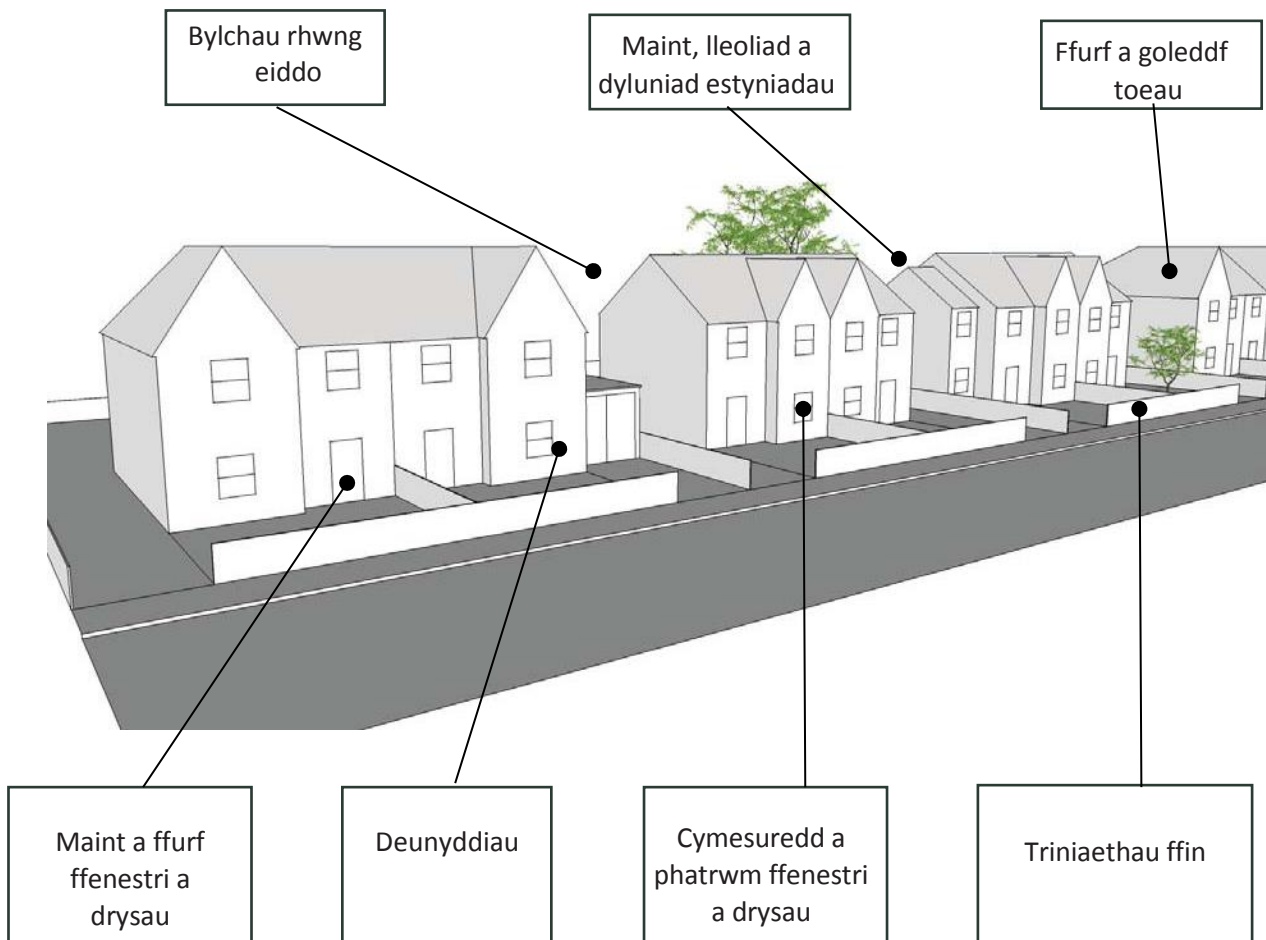 Bylchau rhwng
eiddo
Maint, lleoliad a
dyluniad estyniadau
Ffurf a goleddf
toeau
Maint a ffurf
ffenestri a
drysau
Deunyddiau
Cymesuredd a
phatrwm ffenestri
a drysau
Triniaethau ffin